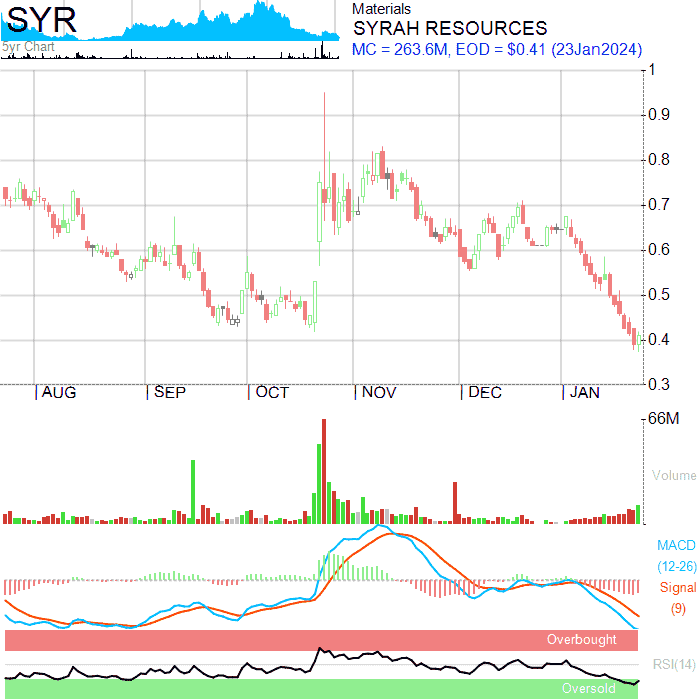 SYR
5yr Chart
Materials
SYRAH RESOURCES
MC = 263.6M, EOD = $0.41 (23Jan2024)
1
0.9
0.8
0.7
0.6
0.5
0.4
0.3
AUG SEP OCT NOV DEC JAN
66M
Volume
MACD
(12-26)
Signal
(9)
Overbought
RSI(14)
Oversold